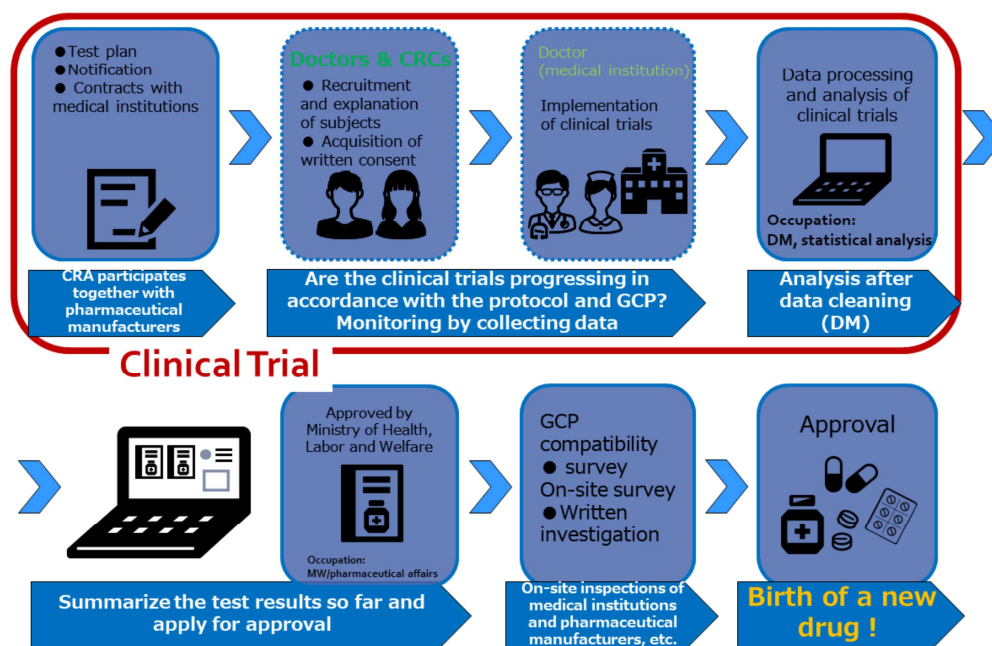 ●Test plan
●Notification
● Contracts with
medical institutions
CRA participates
together with
pharmaceutical
manufacturers
Doctors & CRCs
● Recruitment
and explanation
of subjects
● Acquisition of
written consent
Doctor
(medical institution)
Implementation
of clinical trials
Are the clinical trials progressing in
accordance with the protocol and GCP?
Monitoring by collecting data
Data processing
and analysis of
clinical trials
Occupation:
DM, statistical analysis
Analysis after
data cleaning
(DM)
Clinical Trial
Approved by
Ministry of Health,
Labor and Welfare
Occupation:
MW/pharmaceutical affairs
Summarize the test results so far and
apply for approval
GCP
compatibility
● survey
On-site survey
●Written
investigation
On-site inspections of
medical institutions
and pharmaceutical
manufacturers, etc.
Approval
Birth of a new
drug !